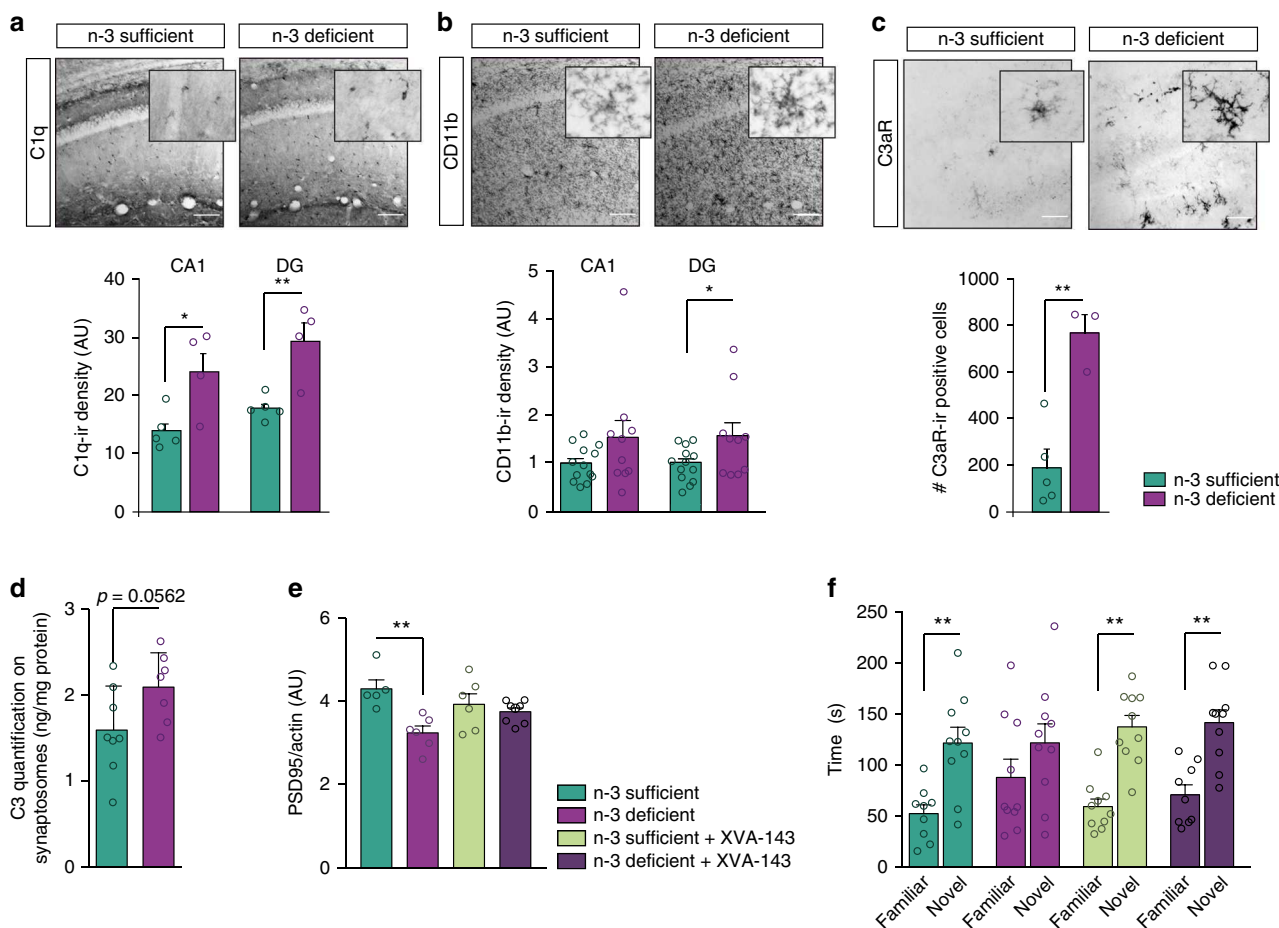 a
n-3 sufficient
n-3 deficient
C1q
CA1
DG
*
**
C1q-ir density (AU)
40
30
20
10
0
b
n-3 sufficient
n-3 deficient
CD11b
CA1
DG
*
CD11b-ir density (AU)
5
4
3
2
1
0
c
n-3 sufficient
n-3 deficient
C3aR
**
# C3aR-ir positive cells
1000
800
600
400
200
0
n-3 sufficient
n-3 deficient
d
p = 0.0562
C3 quantification on
synaptosomes (ng/mg protein)
3
2
1
0
e
**
PSD95/actin (AU)
6
4
2
0
n-3 sufficient
n-3 deficient
n-3 sufficient + XVA-143
n-3 deficient + XVA-143
f
**
**
**
Time (s)
250
200
150
100
50
0
Familiar
Novel
Familiar
Novel
Familiar
Novel
Familiar
Novel